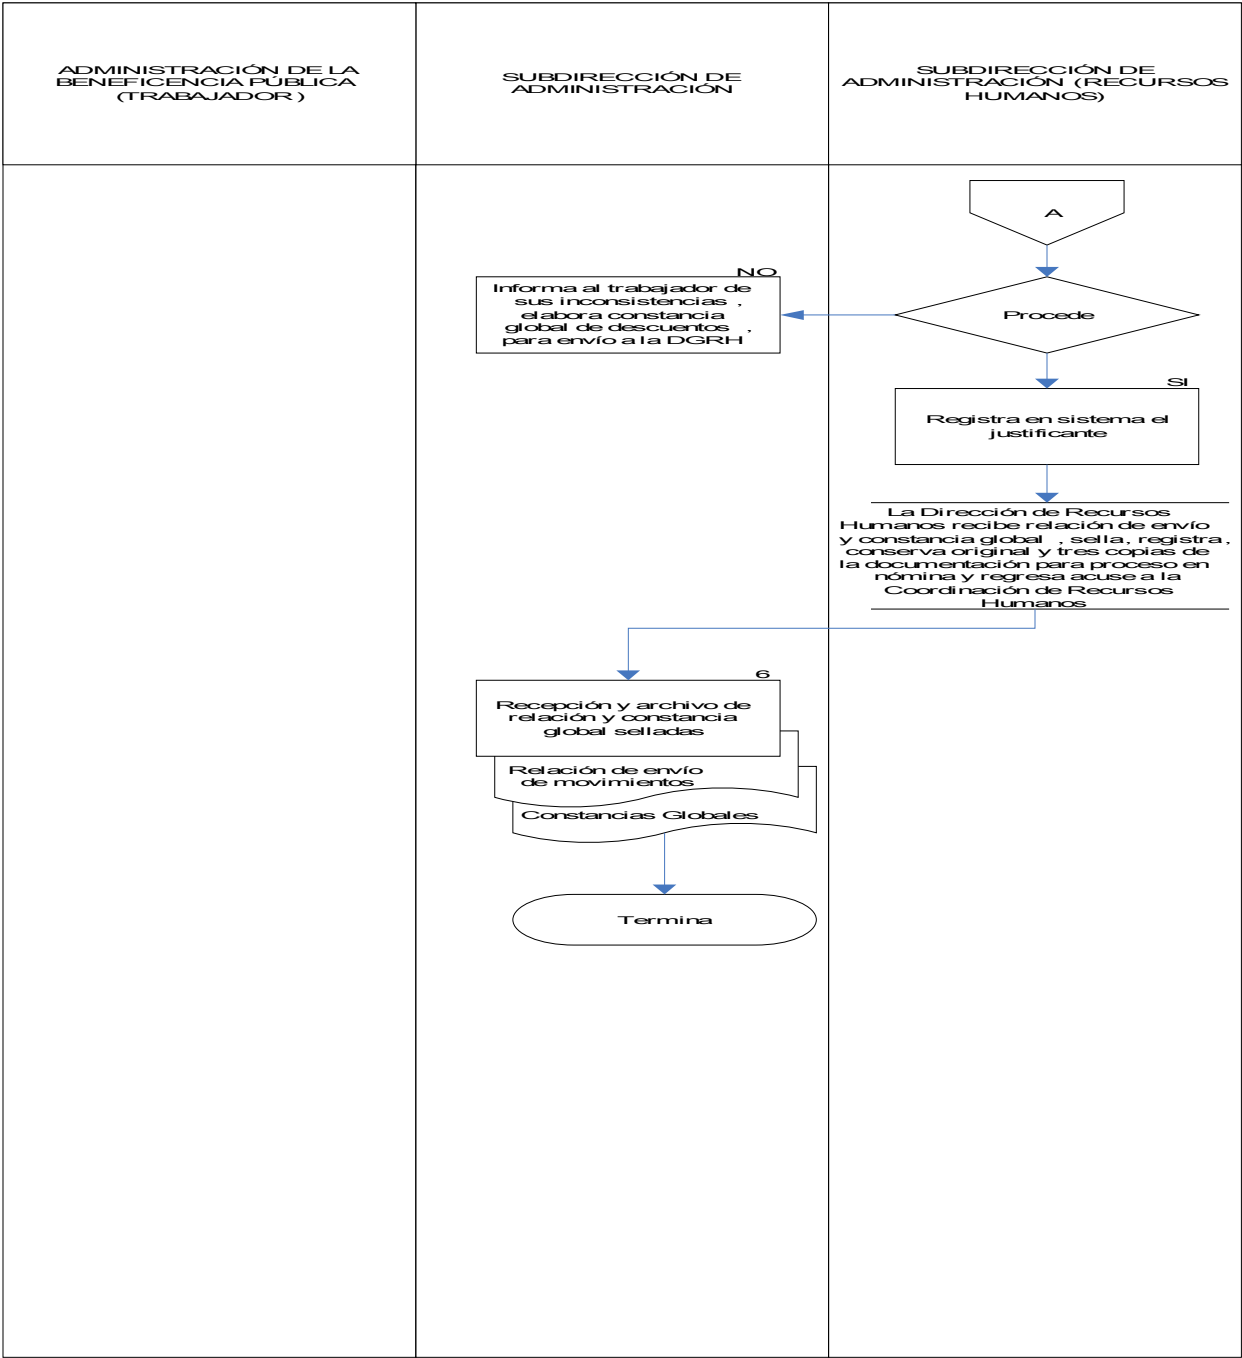 ADMINISTRACIÓN DE LA
BENEFICENCIA PÚBLICA
(TRABAJADOR)
SUBDIRECCIÓN DE
ADMINISTRACIÓN
SUBDIRECCIÓN DE
ADMINISTRACIÓN (RECURSOS
HUMANOS)
A
Procede
NO
Informa al trabajador de
sus inconsistencias ,
elabora constancia
global de descuentos ,
para envío a la DGRH
SI
Registra en sistema el
justificante
La Dirección de Recursos
Humanos recibe relación de envío
y constancia global , sella, registra,
conserva original y tres copias de
la documentación para proceso en
nómina y regresa acuse a la
Coordinación de Recursos
Humanos
6
Recepción y archivo de
relación y constancia
global selladas
Relación de envío
de movimientos
Constancias Globales
Termina